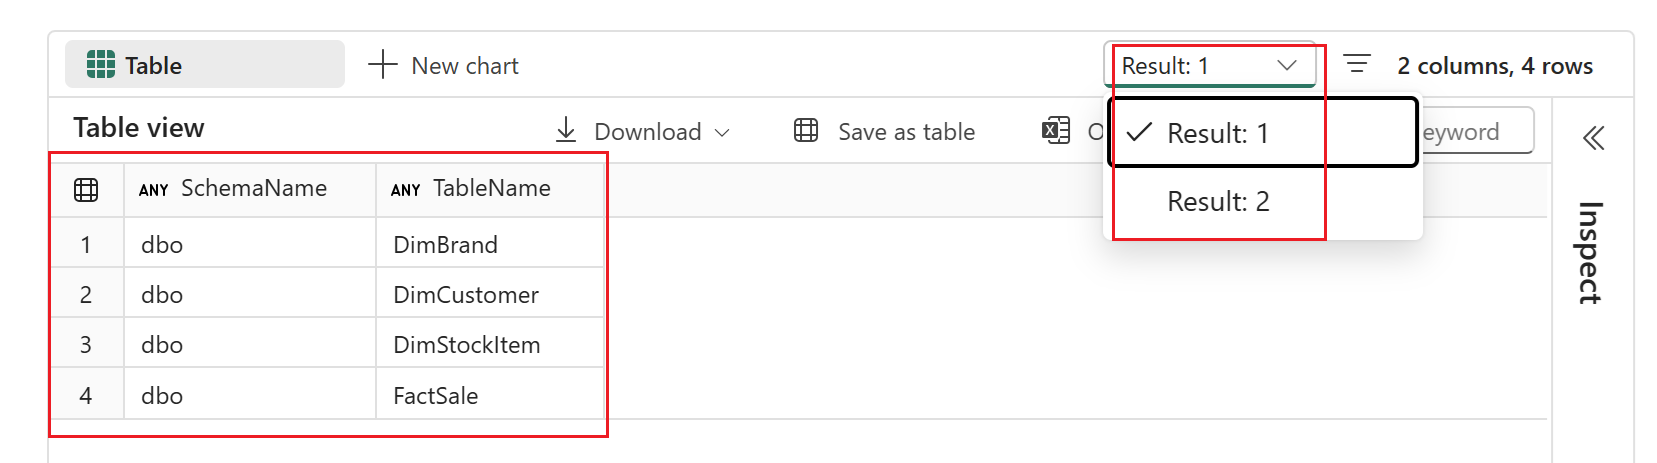 Table New chart Result: 1 2 columns, 4 rows
Table view Download Save as table Result: 1
SchemaName TableName Result: 2
ANY ANY
1 dbo DimBrand
2 dbo DimCustomer
3 dbo DimStockItem
4 dbo FactSale
Inspect